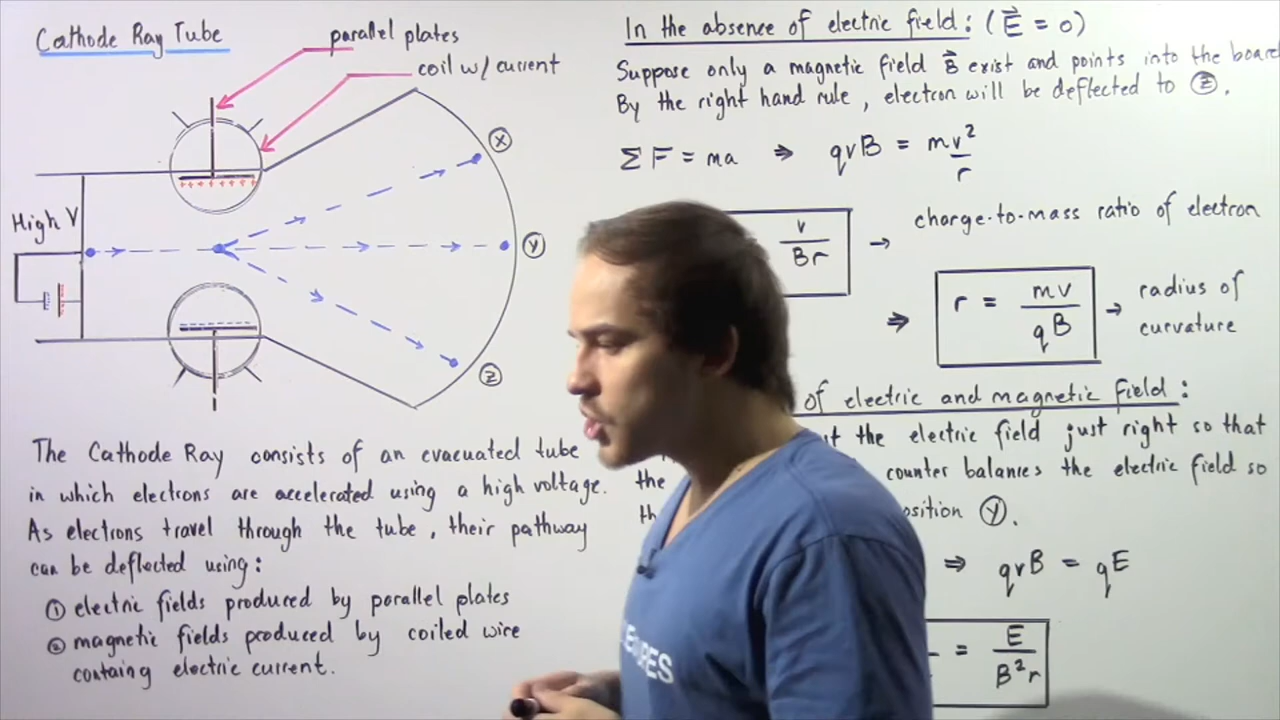 Cathode Ray Tube
parallel plates
coil w/ current
High V
X
Y
Z
The Cathode Ray consists of an evacuated tube
in which electrons are accelerated using a high voltage.
As electrons travel through the tube, their pathway
can be deflected using:
① electric fields produced by parallel plates
② magnetic fields produced by coiled wire
containg electric current.
In the absence of electric field: (E⃗ = 0)
Suppose only a magnetic field B⃗ exist and points into the board
By the right hand rule, electron will be deflected to Ⓩ.
ΣF = ma ⇒ qvB = mv²/r
v/Br → charge-to-mass ratio of electron
⇒ r = mv/qB → radius of
curvature
of electric and magnetic field:
the electric field just right so that
the counter balances the electric field so
position Ⓨ.
⇒ qvB = qE
= E/B²r